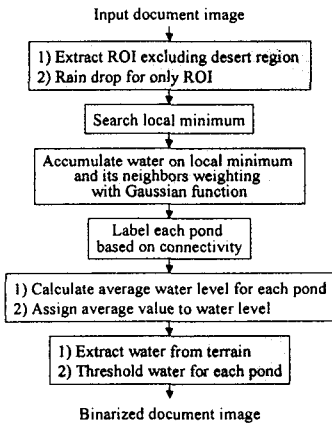 Input document image
1) Extract ROI excluding desert region
2) Rain drop for only ROI
Search local minimum
Accumulate water on local minimum
and its neighbors weighting
with Gaussian function
Label each pond
based on connectivity
1) Calculate average water level for each pond
2) Assign average value to water level
1) Extract water from terrain
2) Threshold water for each pond
Binarized document image